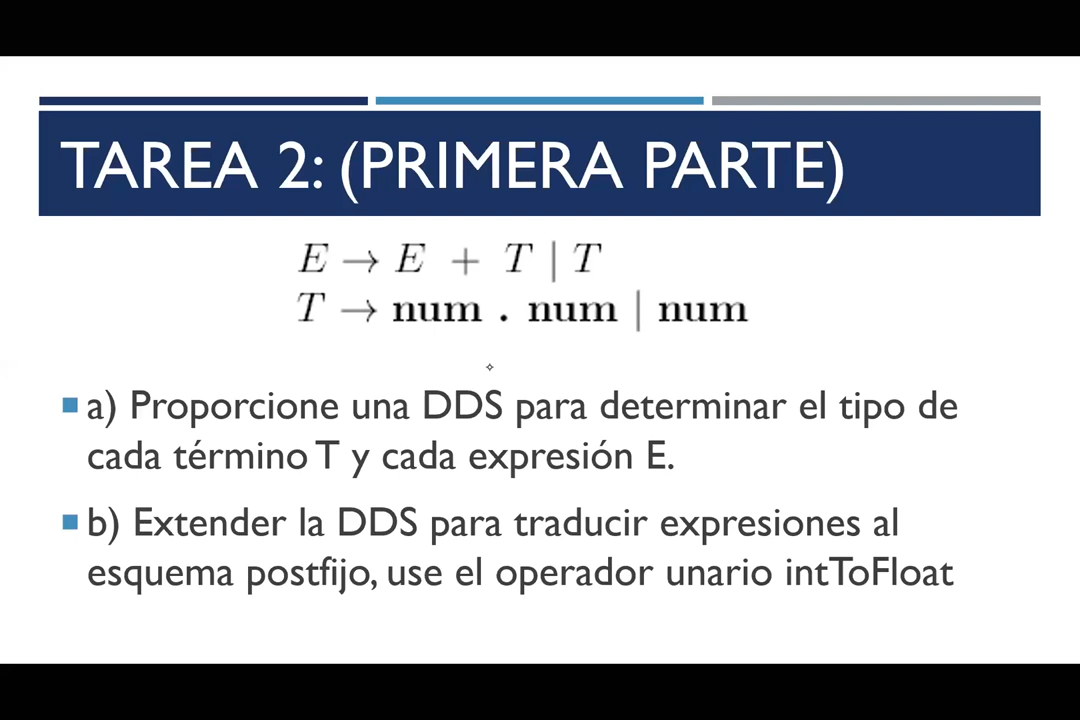 TAREA 2: (PRIMERA PARTE)
E → E + T | T
T → num . num | num
a) Proporcione una DDS para determinar el tipo de
cada término T y cada expresión E.
b) Extender la DDS para traducir expresiones al
esquema postfijo, use el operador unario intToFloat